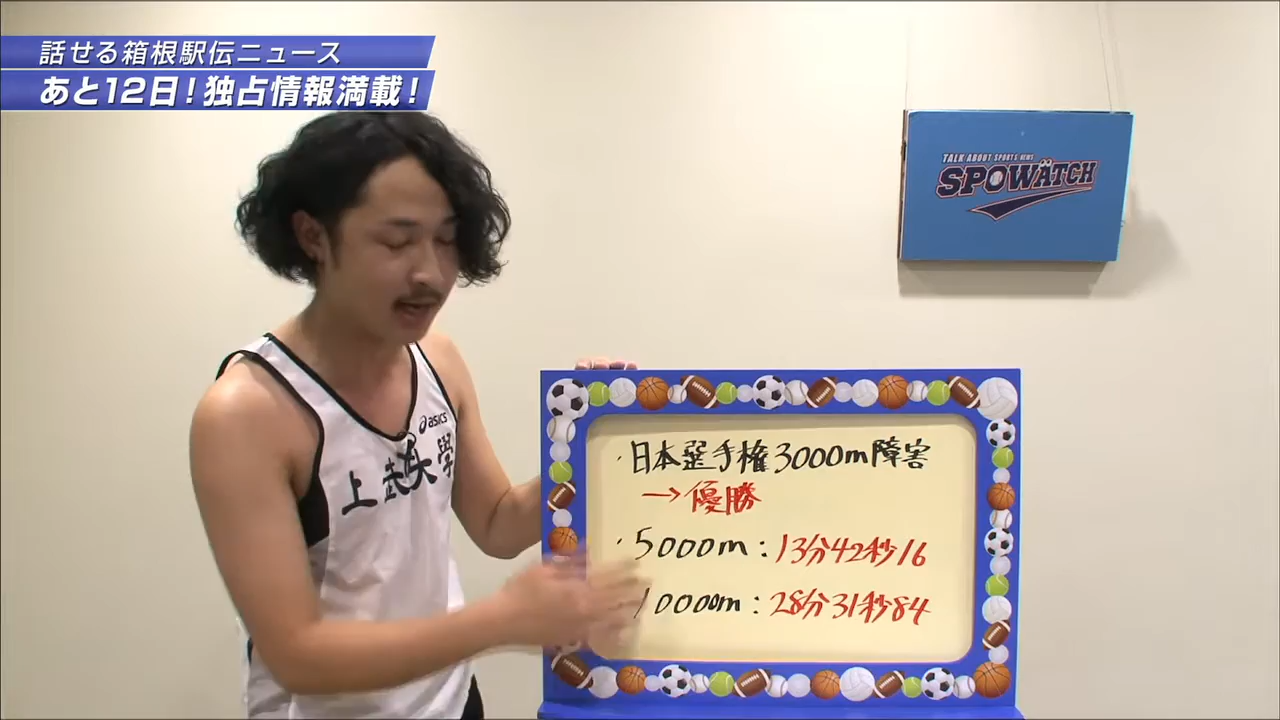 話せる箱根駅伝ニュース
あと12日!独占情報満載!
TALK ABOUT SPORTS NEWS
SPOWÄTCH
asics
上武大學
・日本選手権3000m障害
→優勝
・5000m:13分42秒16
10000m:28分31秒84